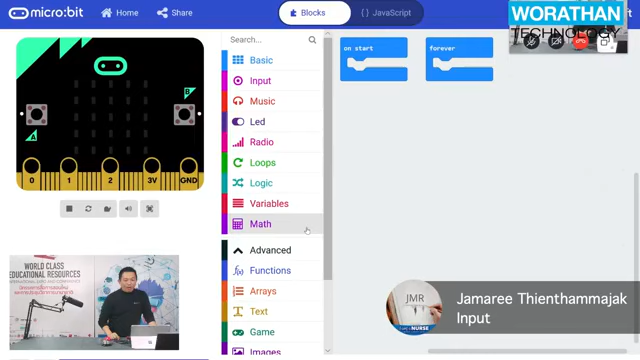 micro:bit
Home
Share
Blocks
{ } JavaScript
WORATHAN
TECHNOLOGY
Search...
Basic
Input
Music
Led
Radio
Loops
Logic
Variables
Math
Advanced
Functions
Arrays
Text
Game
Images
on start
forever
A
B
0
1
2
3V
GND
WORLD CLASS
EDUCATIONAL
RESOURCES
JMR
NURSE
Jamaree Thienthammajak
Input